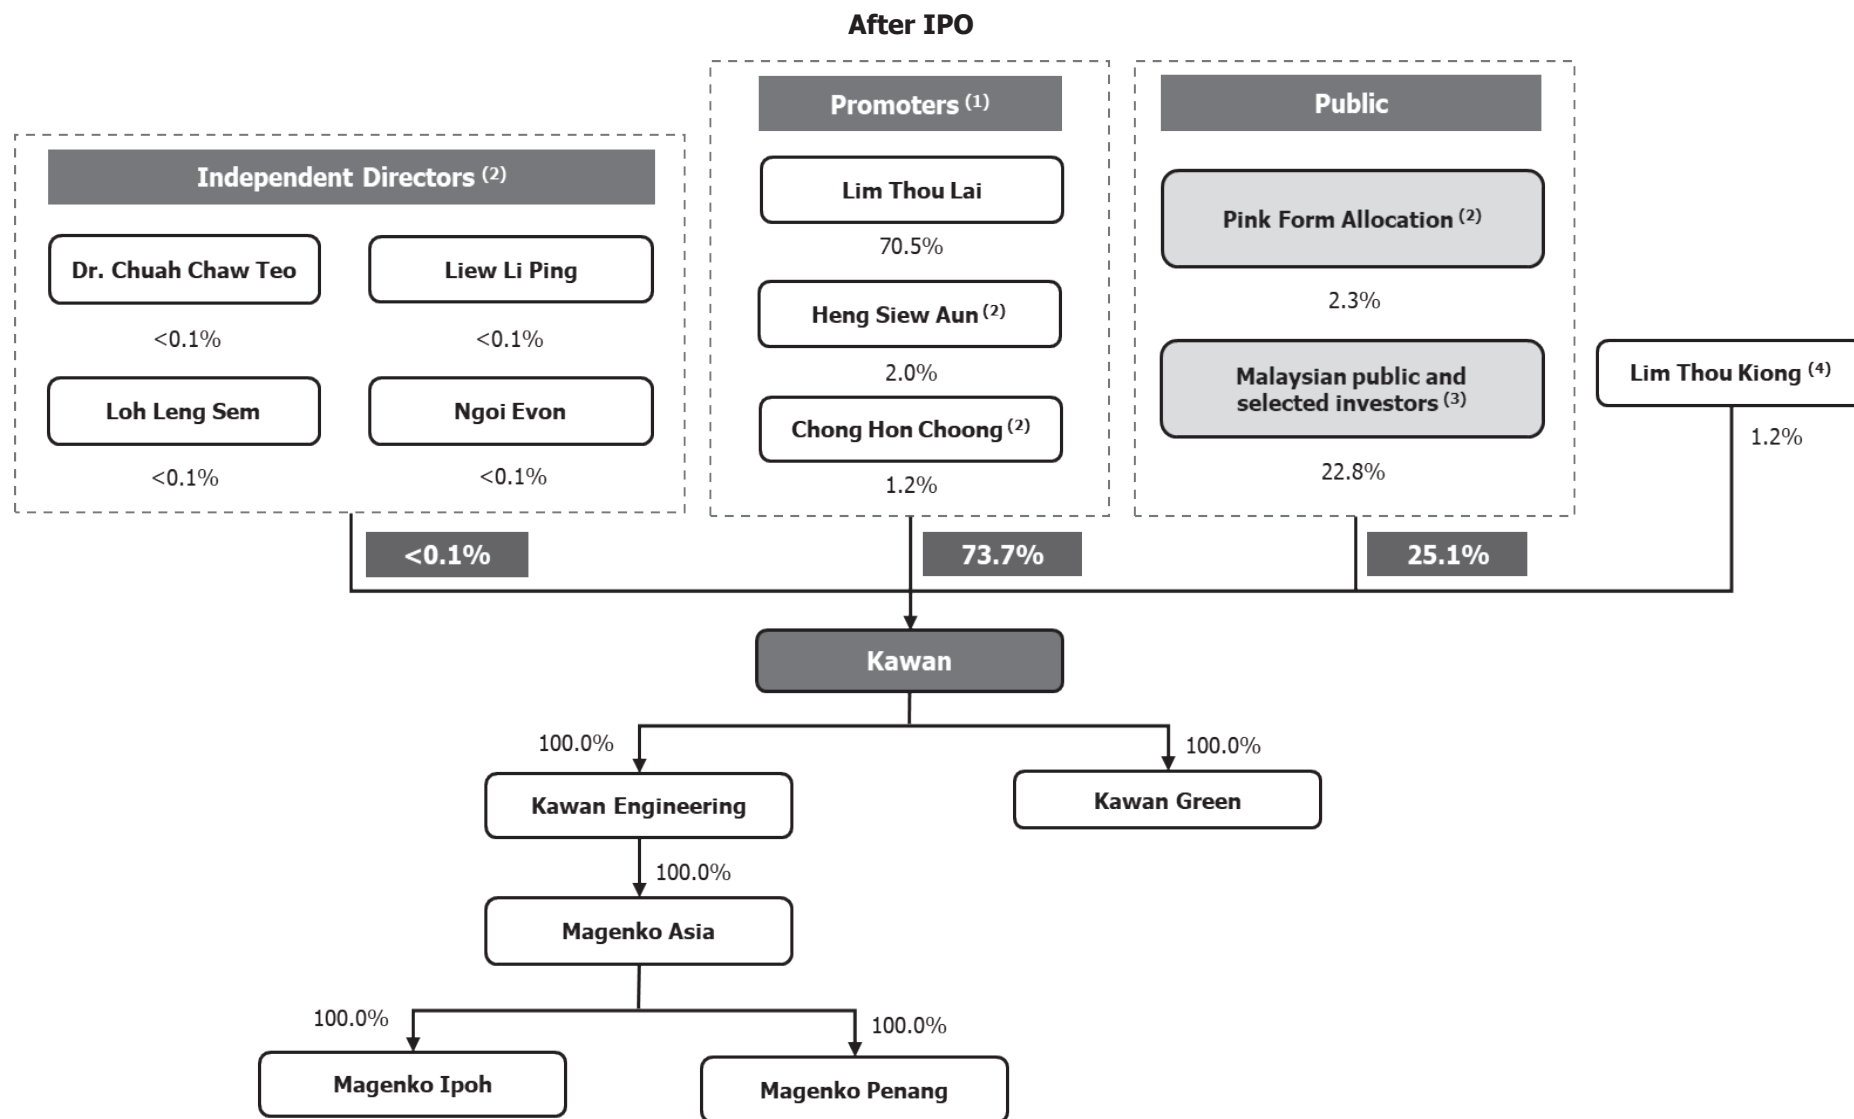 After IPO
Independent Directors (2)
Dr. Chuah Chaw Teo
<0.1%
Liew Li Ping
<0.1%
Loh Leng Sem
<0.1%
Ngoi Evon
<0.1%
Promoters (1)
Lim Thou Lai
70.5%
Heng Siew Aun (2)
2.0%
Chong Hon Choong (2)
1.2%
Public
Pink Form Allocation (2)
2.3%
Malaysian public and
selected investors (3)
22.8%
Lim Thou Kiong (4)
1.2%
<0.1%
73.7%
25.1%
Kawan
100.0%
100.0%
Kawan Engineering
Kawan Green
100.0%
Magenko Asia
100.0%
100.0%
Magenko Ipoh
Magenko Penang